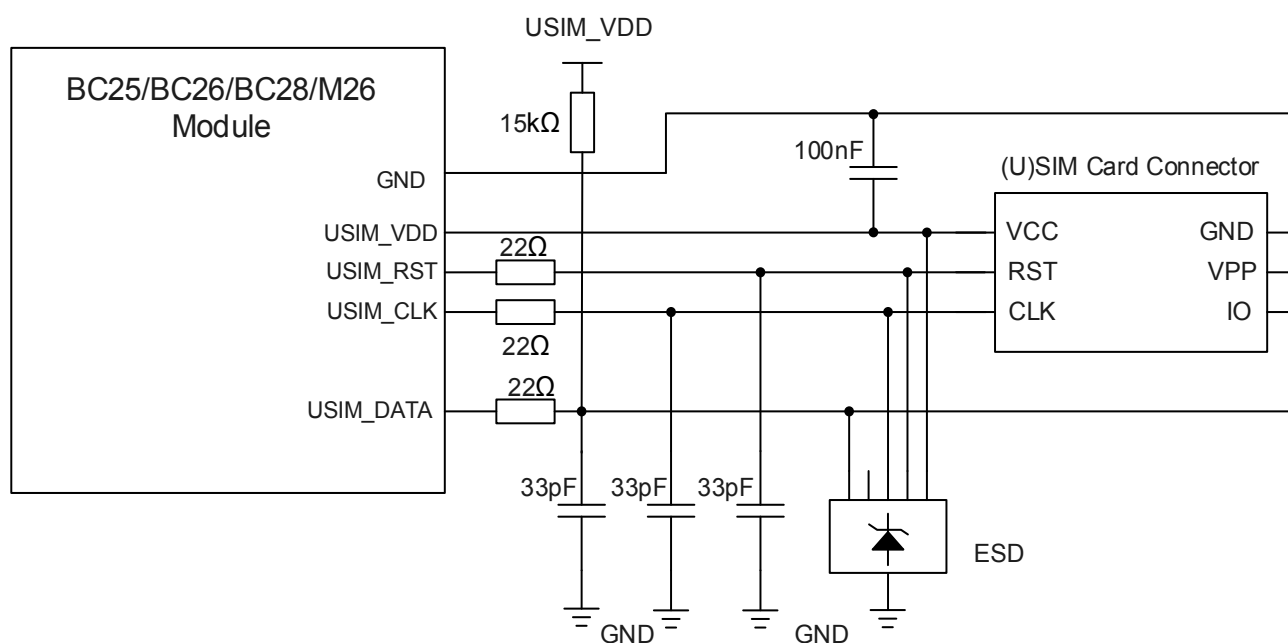 USIM_VDD
BC25/BC26/BC28/M26
Module
15kΩ
100nF
(U)SIM Card Connector
GND
USIM_VDD
22Ω
VCC
GND
USIM_RST
RST
VPP
USIM_CLK
CLK
IO
22Ω
22Ω
USIM_DATA
33pF
33pF
33pF
ESD
GND
GND